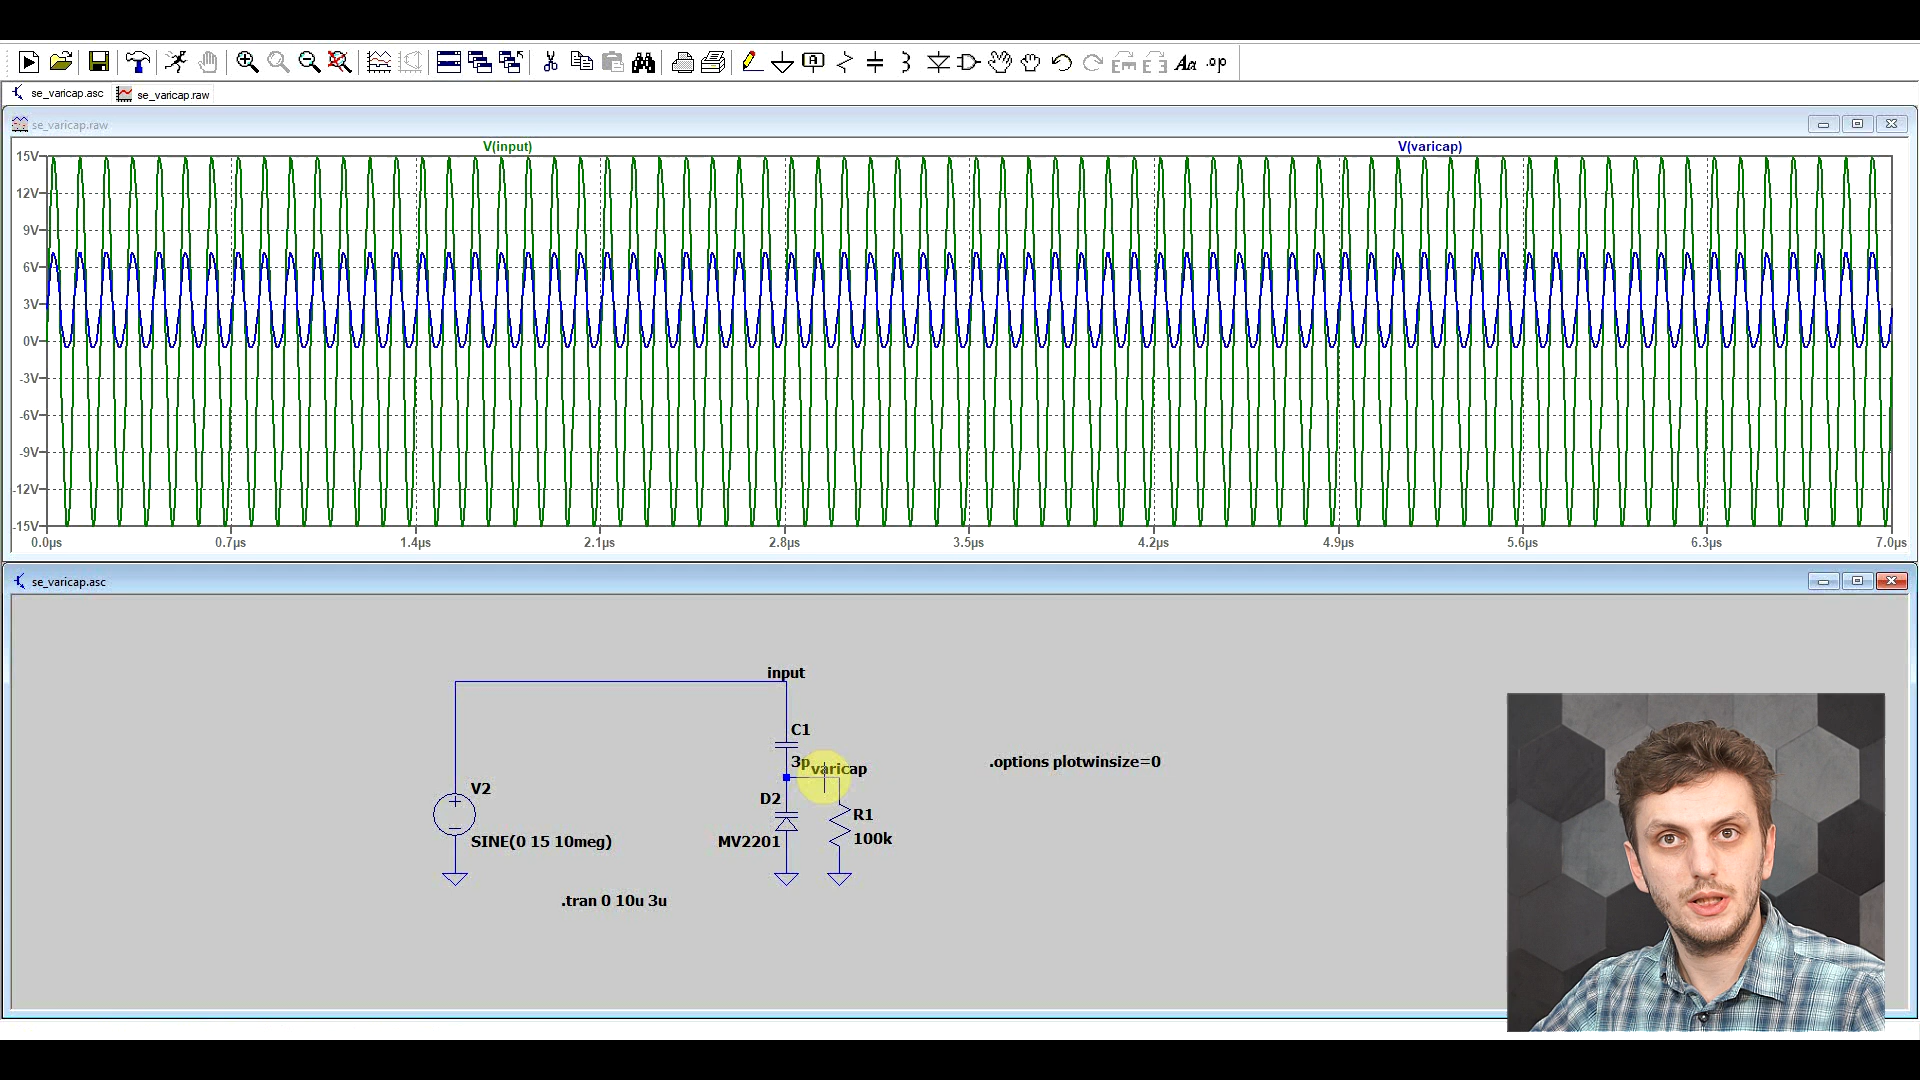 .op
se_varicap.asc se_varicap.raw
se_varicap.raw
V(input) V(varicap)
15V
12V
9V
6V
3V
0V
-3V
-6V
-9V
-12V
-15V
0.0µs 0.7µs 1.4µs 2.1µs 2.8µs 3.5µs 4.2µs 4.9µs 5.6µs 6.3µs 7.0µs
se_varicap.asc
input
C1
3p
varicap
.options plotwinsize=0
V2
D2
R1
SINE(0 15 10meg)
MV2201
100k
.tran 0 10u 3u